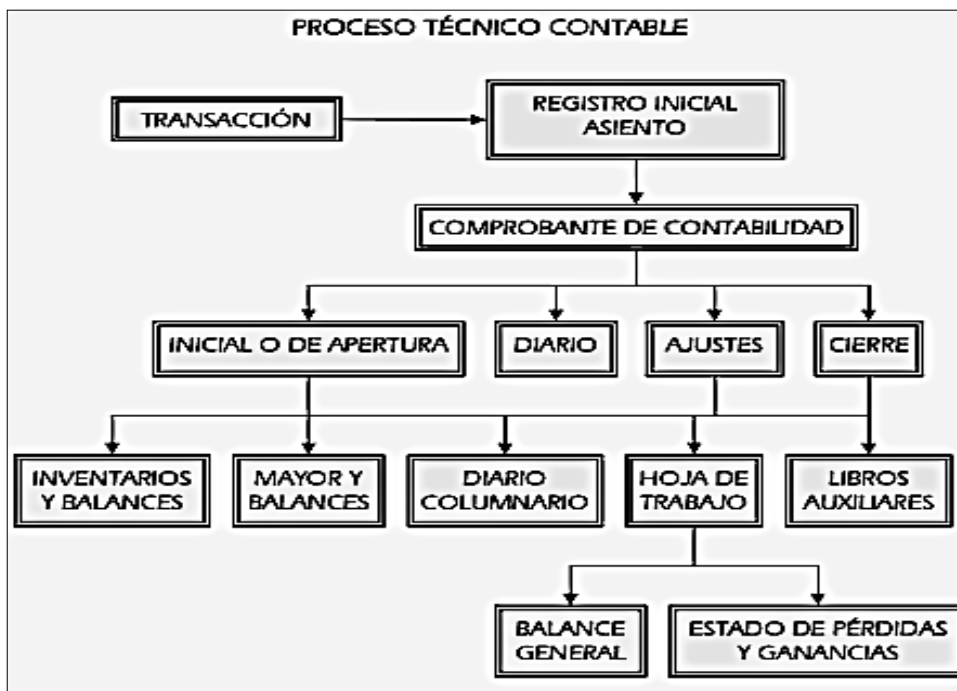 PROCESO TÉCNICO CONTABLE
TRANSACCIÓN
REGISTRO INICIAL
ASIENTO
COMPROBANTE DE CONTABILIDAD
INICIAL O DE APERTURA
DIARIO
AJUSTES
CIERRE
INVENTARIOS
Y BALANCES
MAYOR Y
BALANCES
DIARIO
COLUMNARIO
HOJA DE
TRABAJO
LIBROS
AUXILIARES
BALANCE
GENERAL
ESTADO DE PÉRDIDAS
Y GANANCIAS